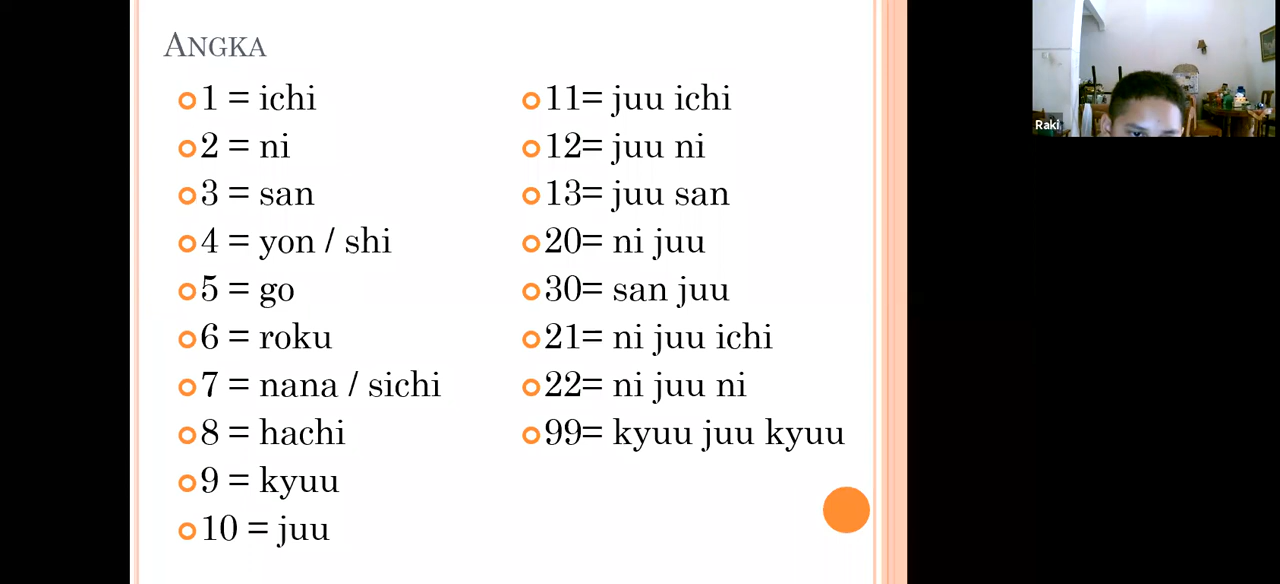 Angka
1 = ichi
2 = ni
3 = san
4 = yon / shi
5 = go
6 = roku
7 = nana / sichi
8 = hachi
9 = kyuu
10 = juu
11= juu ichi
12= juu ni
13= juu san
20= ni juu
30= san juu
21= ni juu ichi
22= ni juu ni
99= kyuu juu kyuu
Raki